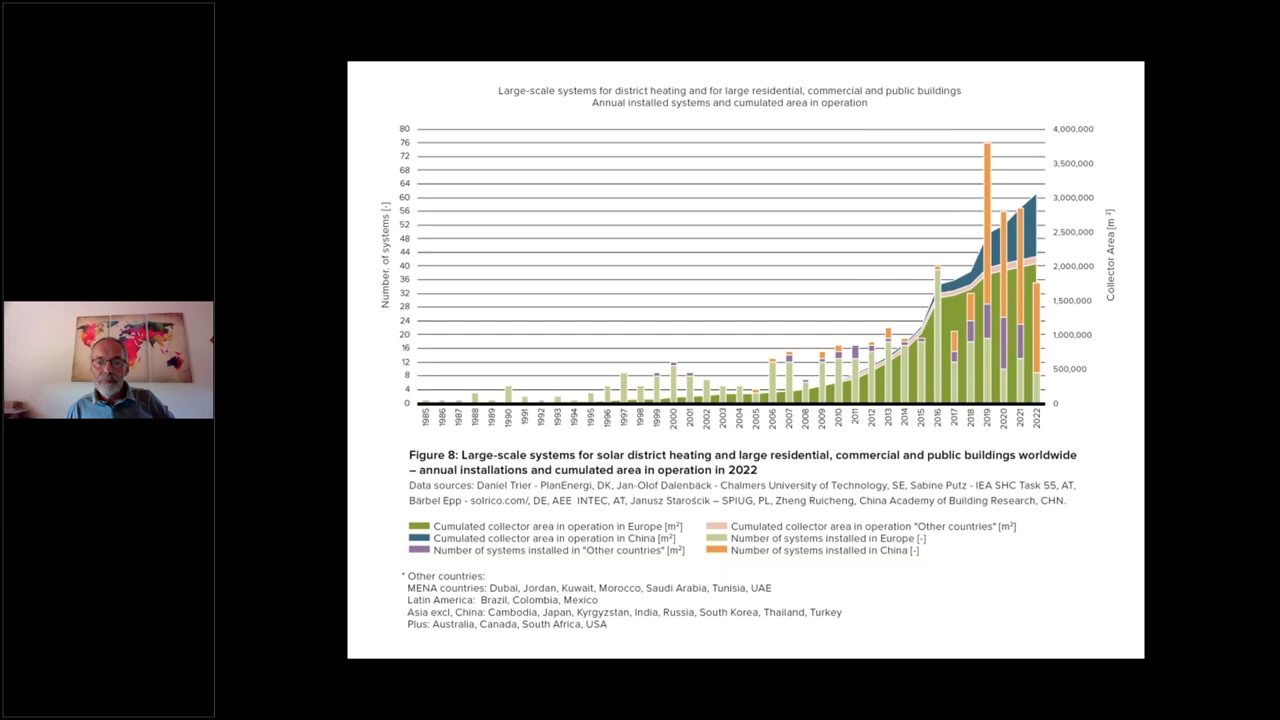 Large-scale systems for district heating and for large residential, commercial and public buildings
Annual installed systems and cumulated area in operation
Number. of systems [-]
80
76
72
68
64
60
56
52
48
44
40
36
32
28
24
20
16
12
8
4
0
4,000,000
3,500,000
3,000,000
2,500,000
2,000,000
1,500,000
1,000,000
500,000
0
Collector Area [m ²]
1985 1986 1987 1988 1989 1990 1991 1992 1993 1994 1995 1996 1997 1998 1999 2000 2001 2002 2003 2004 2005 2006 2007 2008 2009 2010 2011 2012 2013 2014 2015 2016 2017 2018 2019 2020 2021 2022
Figure 8: Large-scale systems for solar district heating and large residential, commercial and public buildings worldwide
– annual installations and cumulated area in operation in 2022
Data sources: Daniel Trier - PlanEnergi, DK, Jan-Olof Dalenbäck - Chalmers University of Technology, SE, Sabine Putz - IEA SHC Task 55, AT,
Bärbel Epp - solrico.com/, DE, AEE INTEC, AT, Janusz Starościk – SPIUG, PL, Zheng Ruicheng, China Academy of Building Research, CHN.
Cumulated collector area in operation in Europe [m²]
Cumulated collector area in operation in China [m²]
Number of systems installed in "Other countries" [m²]
Cumulated collector area in operation "Other countries" [m²]
Number of systems installed in Europe [-]
Number of systems installed in China [-]
* Other countries:
MENA countries: Dubai, Jordan, Kuwait, Morocco, Saudi Arabia, Tunisia, UAE
Latin America: Brazil, Colombia, Mexico
Asia excl, China: Cambodia, Japan, Kyrgyzstan, India, Russia, South Korea, Thailand, Turkey
Plus: Australia, Canada, South Africa, USA